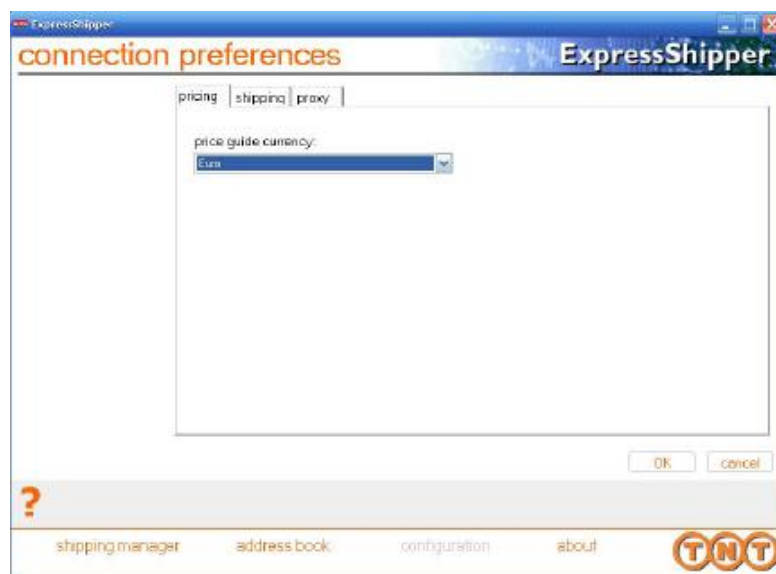 ExpressShipper
connection preferences
ExpressShipper
pricing shipping proxy
price guide currency:
Euro
OK cancel
?
shipping manager address book configuration about
TNT